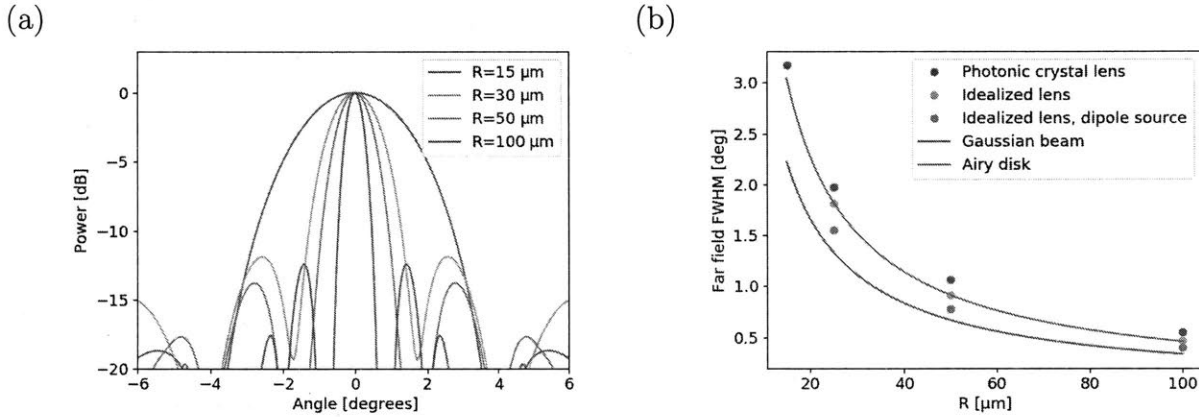 (a)
(b)
R=15 μm
R=30 μm
R=50 μm
R=100 μm
0
−5
−10
−15
−20
Power [dB]
−6
−4
−2
0
2
4
6
Angle [degrees]
Photonic crystal lens
Idealized lens
Idealized lens, dipole source
Gaussian beam
Airy disk
3.0
2.5
2.0
1.5
1.0
0.5
Far field FWHM [deg]
20
40
60
80
100
R [μm]